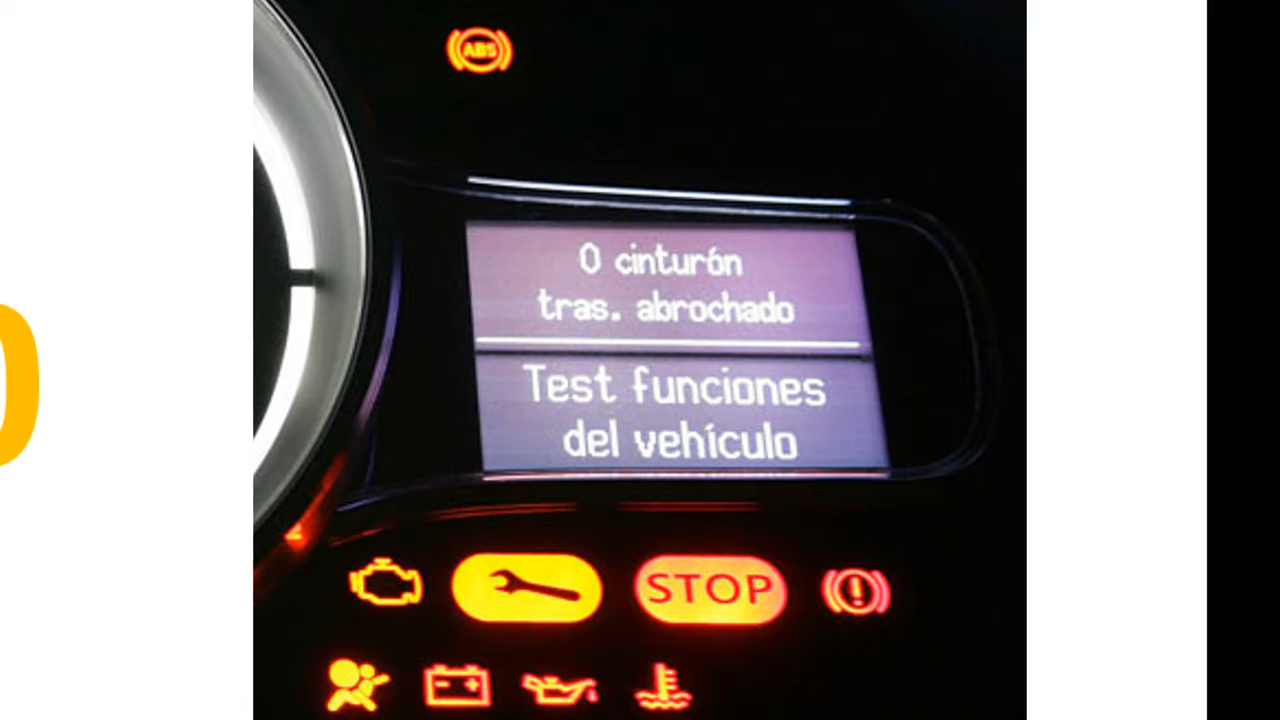 ABS
0 cinturón
tras. abrochado
Test funciones
del vehículo
STOP